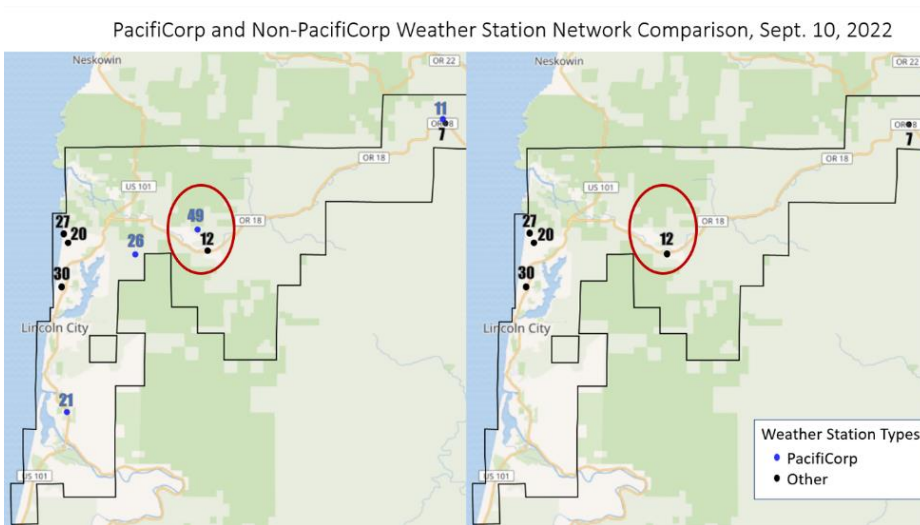 PacifiCorp and Non-PacifiCorp Weather Station Network Comparison, Sept. 10, 2022
Neskowin
OR 22
11
7
OR 18
US 101
49
OR 18
27
20
12
26
30
Lincoln City
21
US 101
Neskowin
OR 22
7
OR 18
US 101
OR 18
27
20
12
30
Lincoln City
US 101
Weather Station Types
PacifiCorp
Other